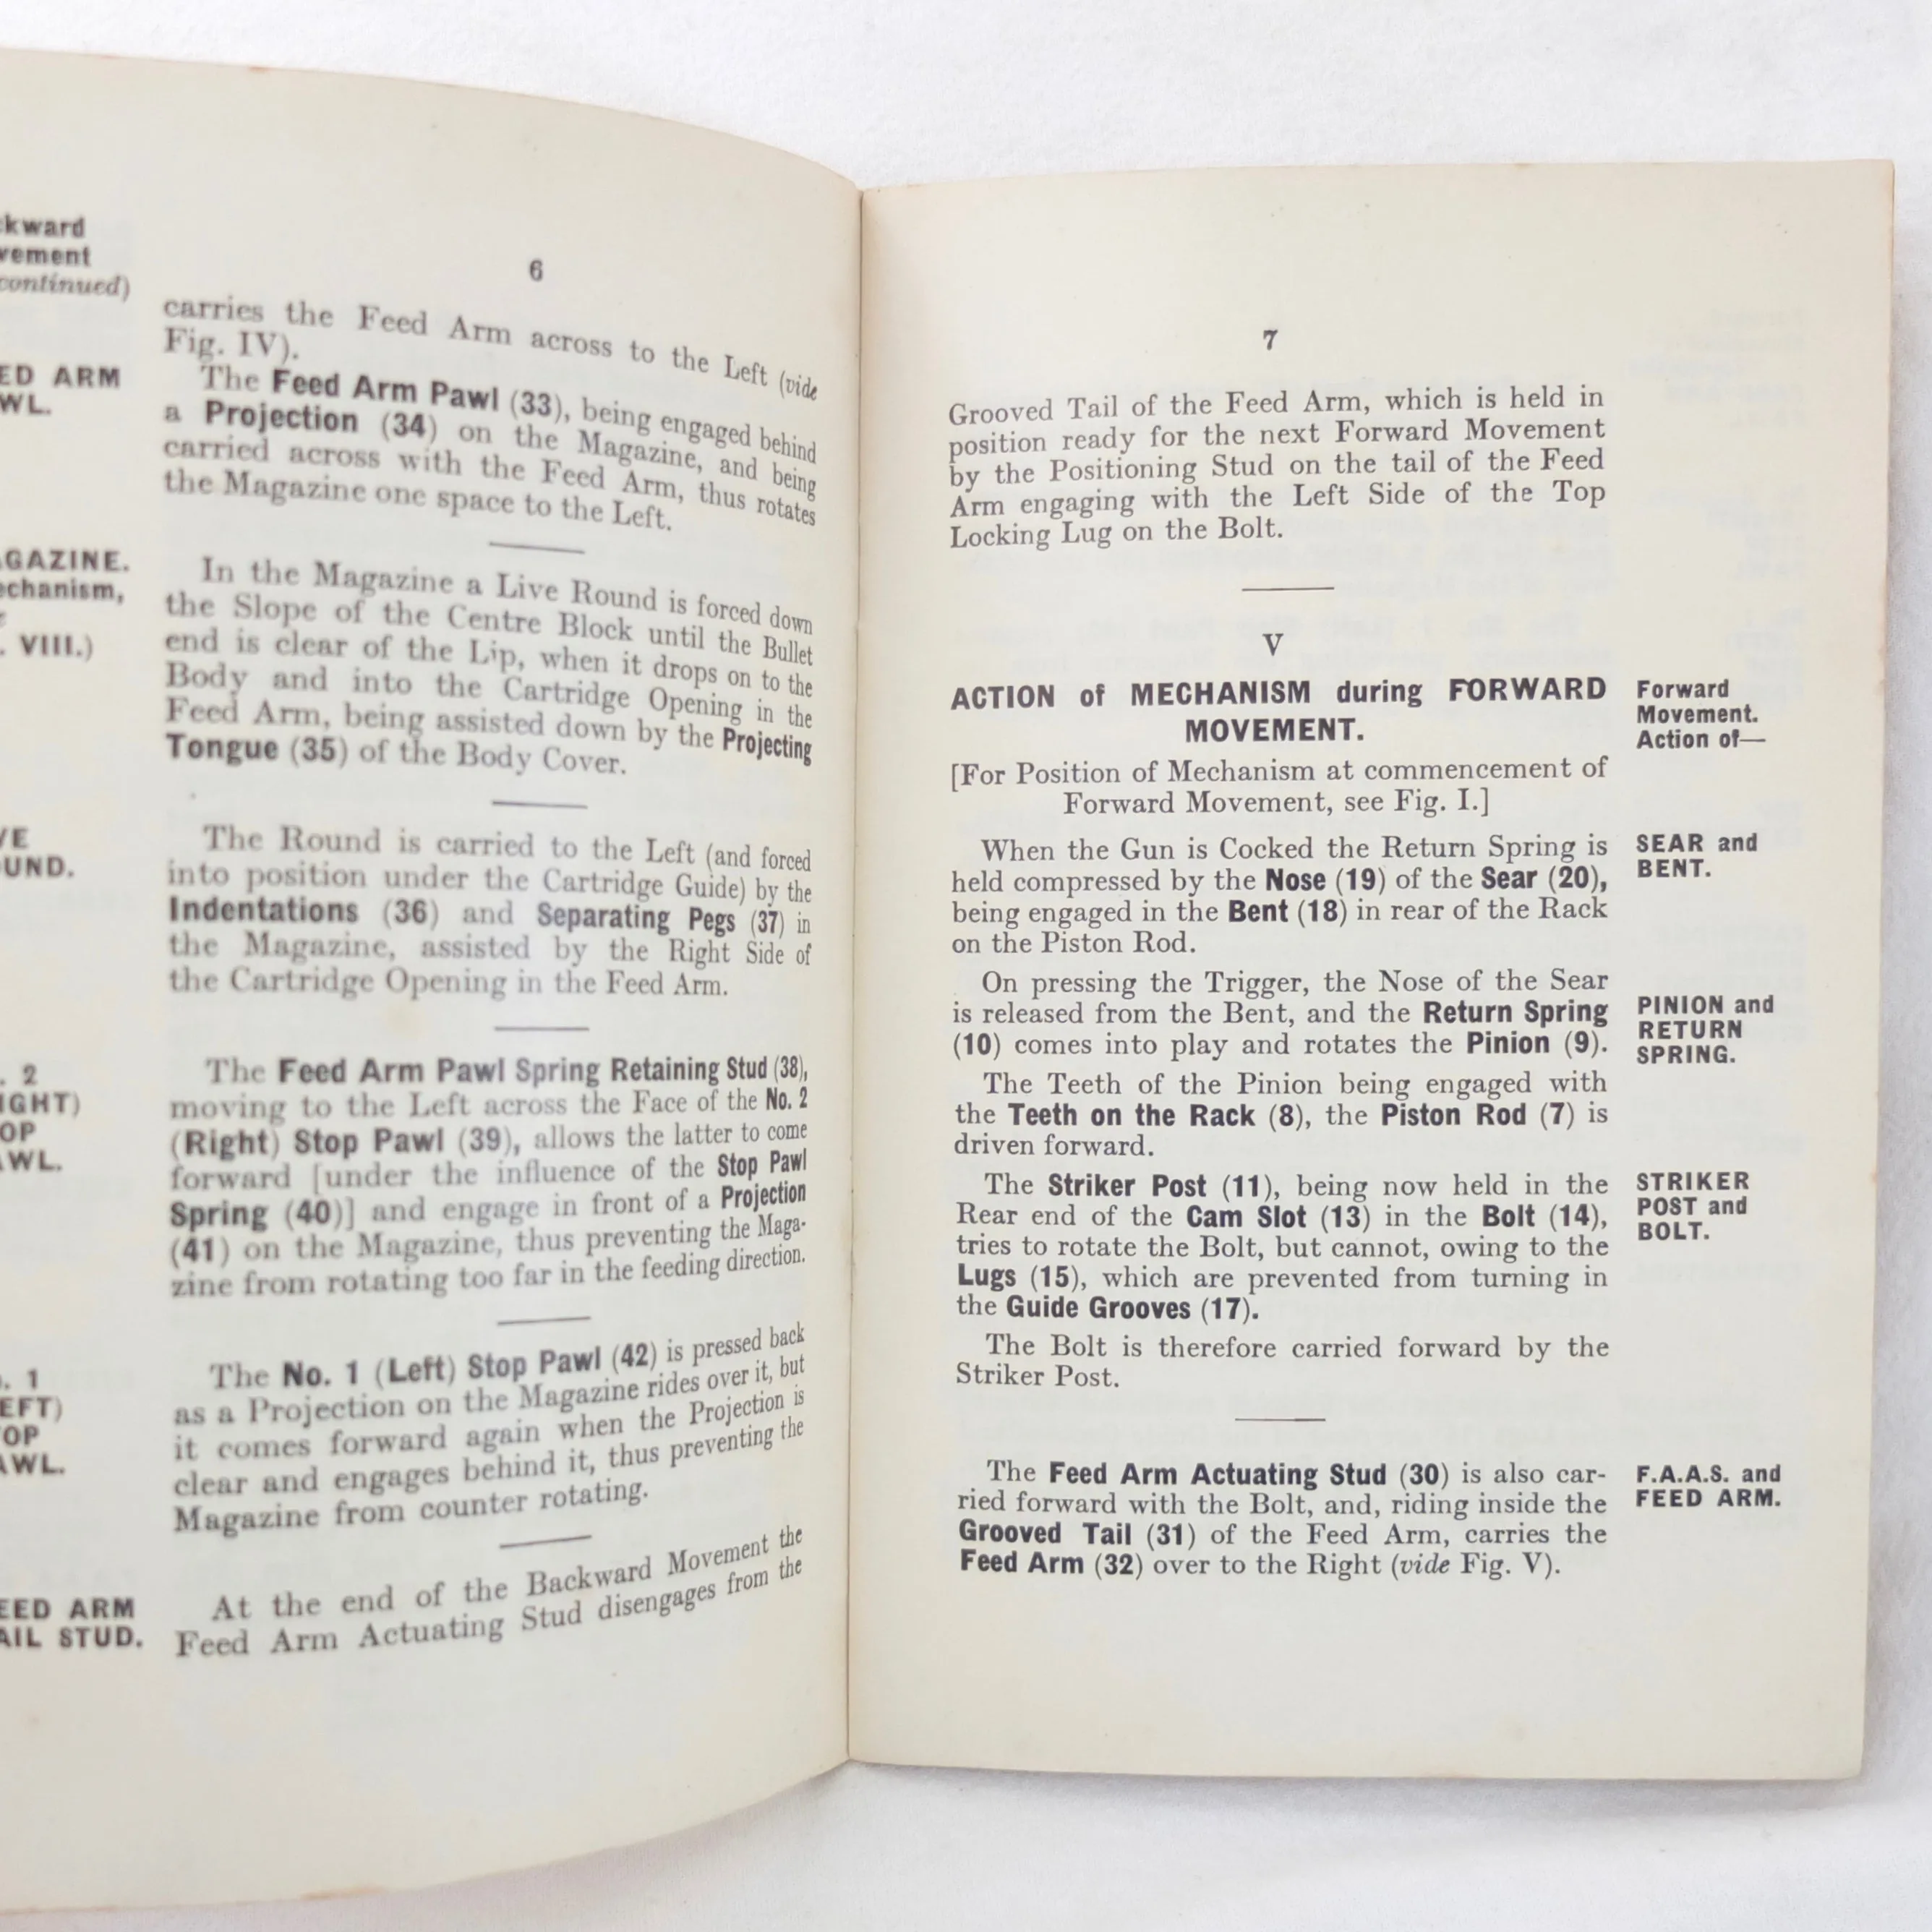 6
continued)
carries the Feed Arm across to the Left (vide
Fig. IV).
ARM
The Feed Arm Pawl (33), being engaged behind
a Projection (34) on the Magazine, and being
carried across with the Feed Arm, thus rotates
the Magazine one space to the Left.
VIII.)
In the Magazine a Live Round is forced down
the Slope of the Centre Block until the Bullet
end is clear of the Lip, when it drops on to the
Body and into the Cartridge Opening in the
Feed Arm, being assisted down by the Projecting
Tongue (35) of the Body Cover.
The Round is carried to the Left (and forced
into position under the Cartridge Guide) by the
Indentations (36) and Separating Pegs (37) in
the Magazine, assisted by the Right Side of
the Cartridge Opening in the Feed Arm.
2
The Feed Arm Pawl Spring Retaining Stud (38),
moving to the Left across the Face of the No. 2
(Right) Stop Pawl (39), allows the latter to come
forward [under the influence of the Stop Pawl
Spring (40)] and engage in front of a Projection
(41) on the Magazine, thus preventing the Maga-
zine from rotating too far in the feeding direction.
1
The No. 1 (Left) Stop Pawl (42) is pressed back
as a Projection on the Magazine rides over it, but
it comes forward again when the Projection is
clear and engages behind it, thus preventing the
Magazine from counter rotating.
ARM
STUD.
At the end of the Backward Movement the
Feed Arm Actuating Stud disengages from the
7
Grooved Tail of the Feed Arm, which is held in
position ready for the next Forward Movement
by the Positioning Stud on the tail of the Feed
Arm engaging with the Left Side of the Top
Locking Lug on the Bolt.
V
ACTION of MECHANISM during FORWARD
MOVEMENT.
Forward
Movement.
Action of—
[For Position of Mechanism at commencement of
Forward Movement, see Fig. I.]
When the Gun is Cocked the Return Spring is
held compressed by the Nose (19) of the Sear (20),
being engaged in the Bent (18) in rear of the Rack
on the Piston Rod.
SEAR and
BENT.
On pressing the Trigger, the Nose of the Sear
is released from the Bent, and the Return Spring
(10) comes into play and rotates the Pinion (9).
PINION and
RETURN
SPRING.
The Teeth of the Pinion being engaged with
the Teeth on the Rack (8), the Piston Rod (7) is
driven forward.
The Striker Post (11), being now held in the
Rear end of the Cam Slot (13) in the Bolt (14),
tries to rotate the Bolt, but cannot, owing to the
Lugs (15), which are prevented from turning in
the Guide Grooves (17).
STRIKER
POST and
BOLT.
The Bolt is therefore carried forward by the
Striker Post.
The Feed Arm Actuating Stud (30) is also car-
ried forward with the Bolt, and, riding inside the
Grooved Tail (31) of the Feed Arm, carries the
Feed Arm (32) over to the Right (vide Fig. V).
F.A.A.S. and
FEED ARM.